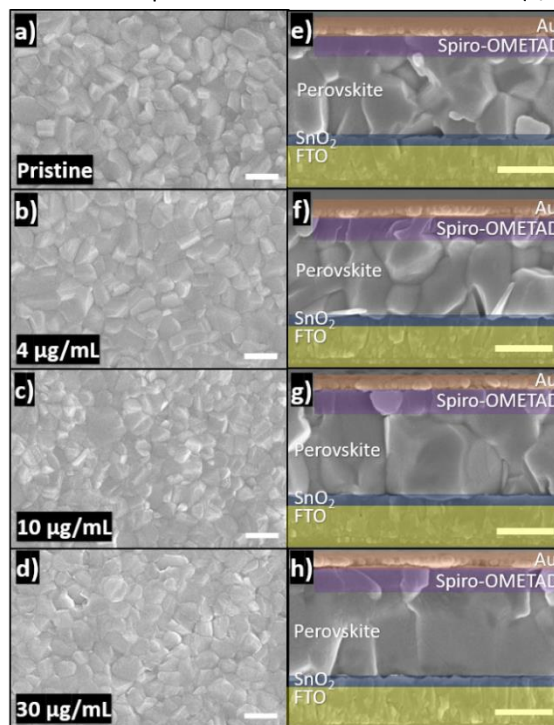 a)
Pristine
e)
Au
Spiro-OMETAD
Perovskite
SnO2
FTO
b)
4 µg/mL
f)
Au
Spiro-OMETAD
Perovskite
SnO2
FTO
c)
10 µg/mL
g)
Au
Spiro-OMETAD
Perovskite
SnO2
FTO
d)
30 µg/mL
h)
Au
Spiro-OMETAD
Perovskite
SnO2
FTO